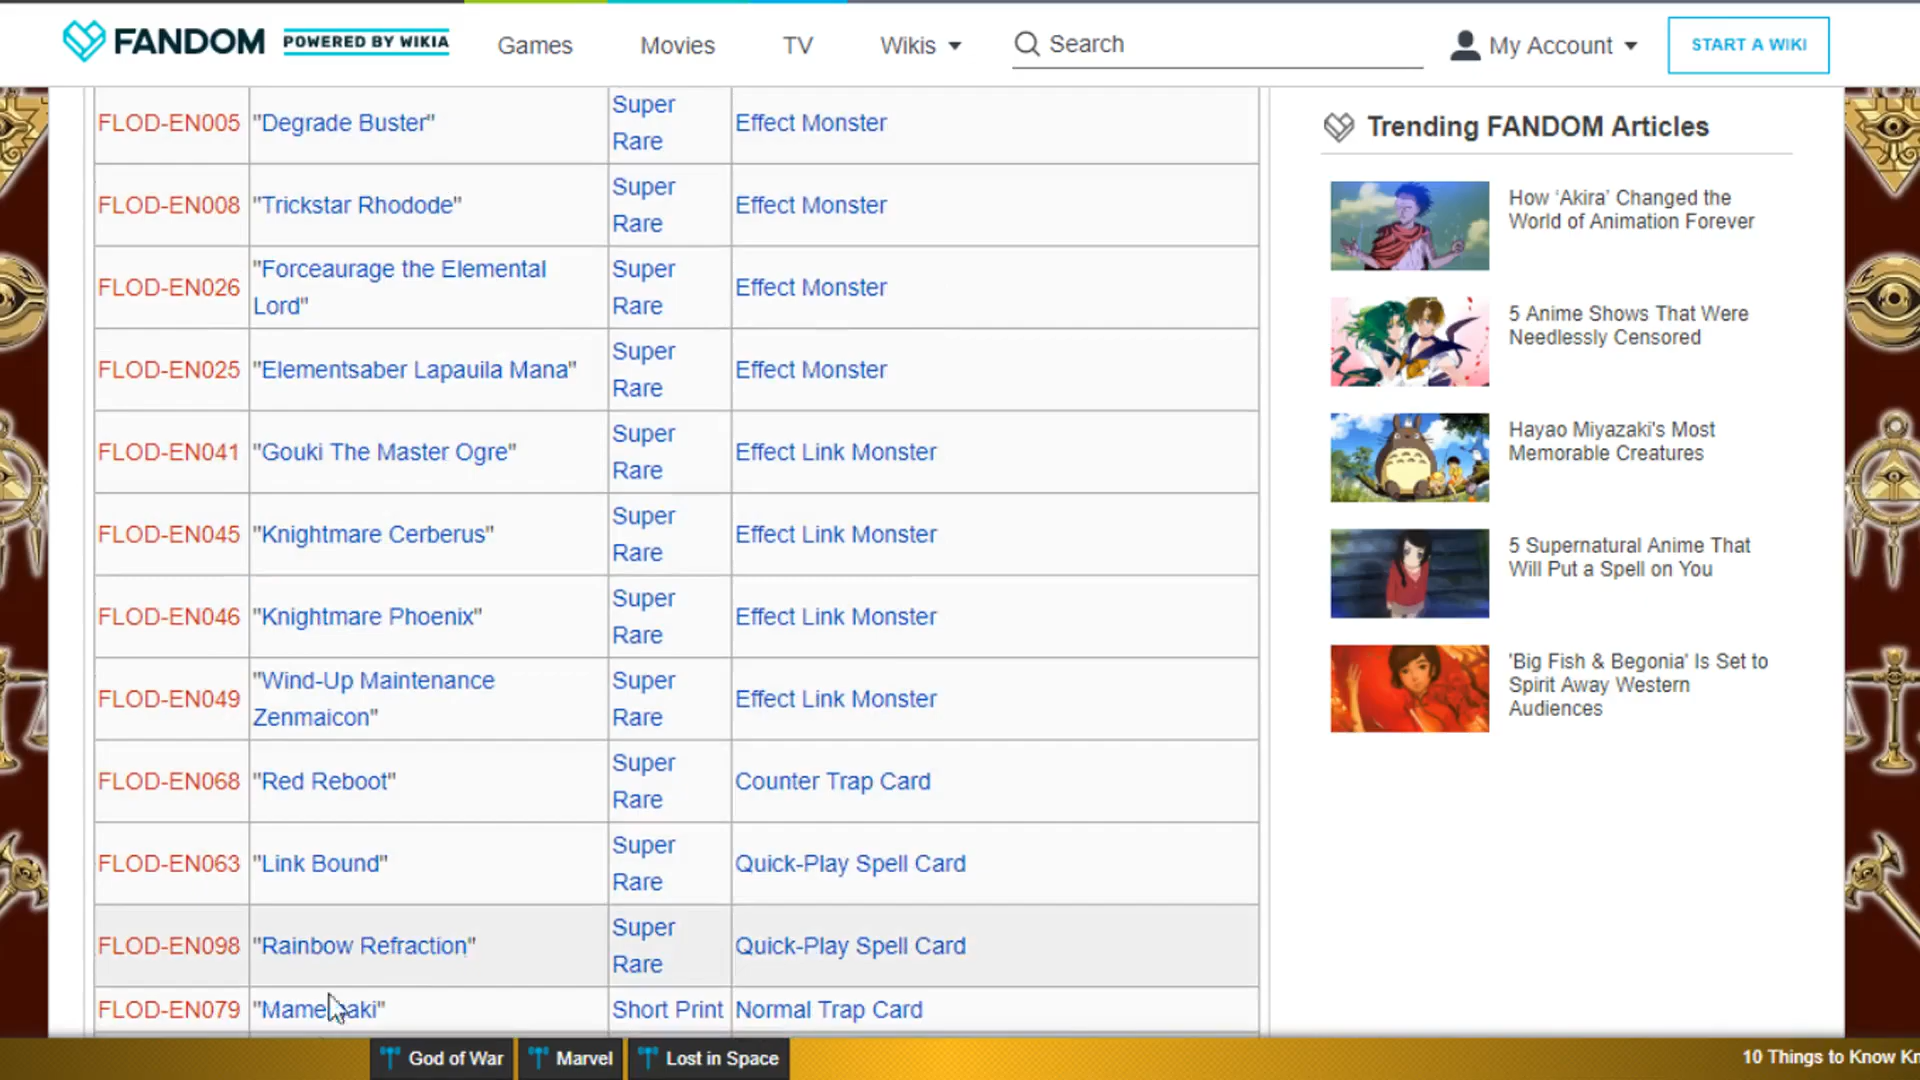 FANDOM POWERED BY WIKIA Games Movies TV Wikis Search My Account START A WIKI
FLOD-EN005 "Degrade Buster" Super Rare Effect Monster
FLOD-EN008 "Trickstar Rhodode" Super Rare Effect Monster
FLOD-EN026 "Forceaurage the Elemental Lord" Super Rare Effect Monster
FLOD-EN025 "Elementsaber Lapauila Mana" Super Rare Effect Monster
FLOD-EN041 "Gouki The Master Ogre" Super Rare Effect Link Monster
FLOD-EN045 "Knightmare Cerberus" Super Rare Effect Link Monster
FLOD-EN046 "Knightmare Phoenix" Super Rare Effect Link Monster
FLOD-EN049 "Wind-Up Maintenance Zenmaicon" Super Rare Effect Link Monster
FLOD-EN068 "Red Reboot" Super Rare Counter Trap Card
FLOD-EN063 "Link Bound" Super Rare Quick-Play Spell Card
FLOD-EN098 "Rainbow Refraction" Super Rare Quick-Play Spell Card
FLOD-EN079 Short Print Normal Trap Card
Trending FANDOM Articles
How ‘Akira’ Changed the
World of Animation Forever
5 Anime Shows That Were
Needlessly Censored
Hayao Miyazaki's Most
Memorable Creatures
5 Supernatural Anime That
Will Put a Spell on You
'Big Fish & Begonia' Is Set to
Spirit Away Western
Audiences
God of War Marvel Lost in Space 10 Things to Know